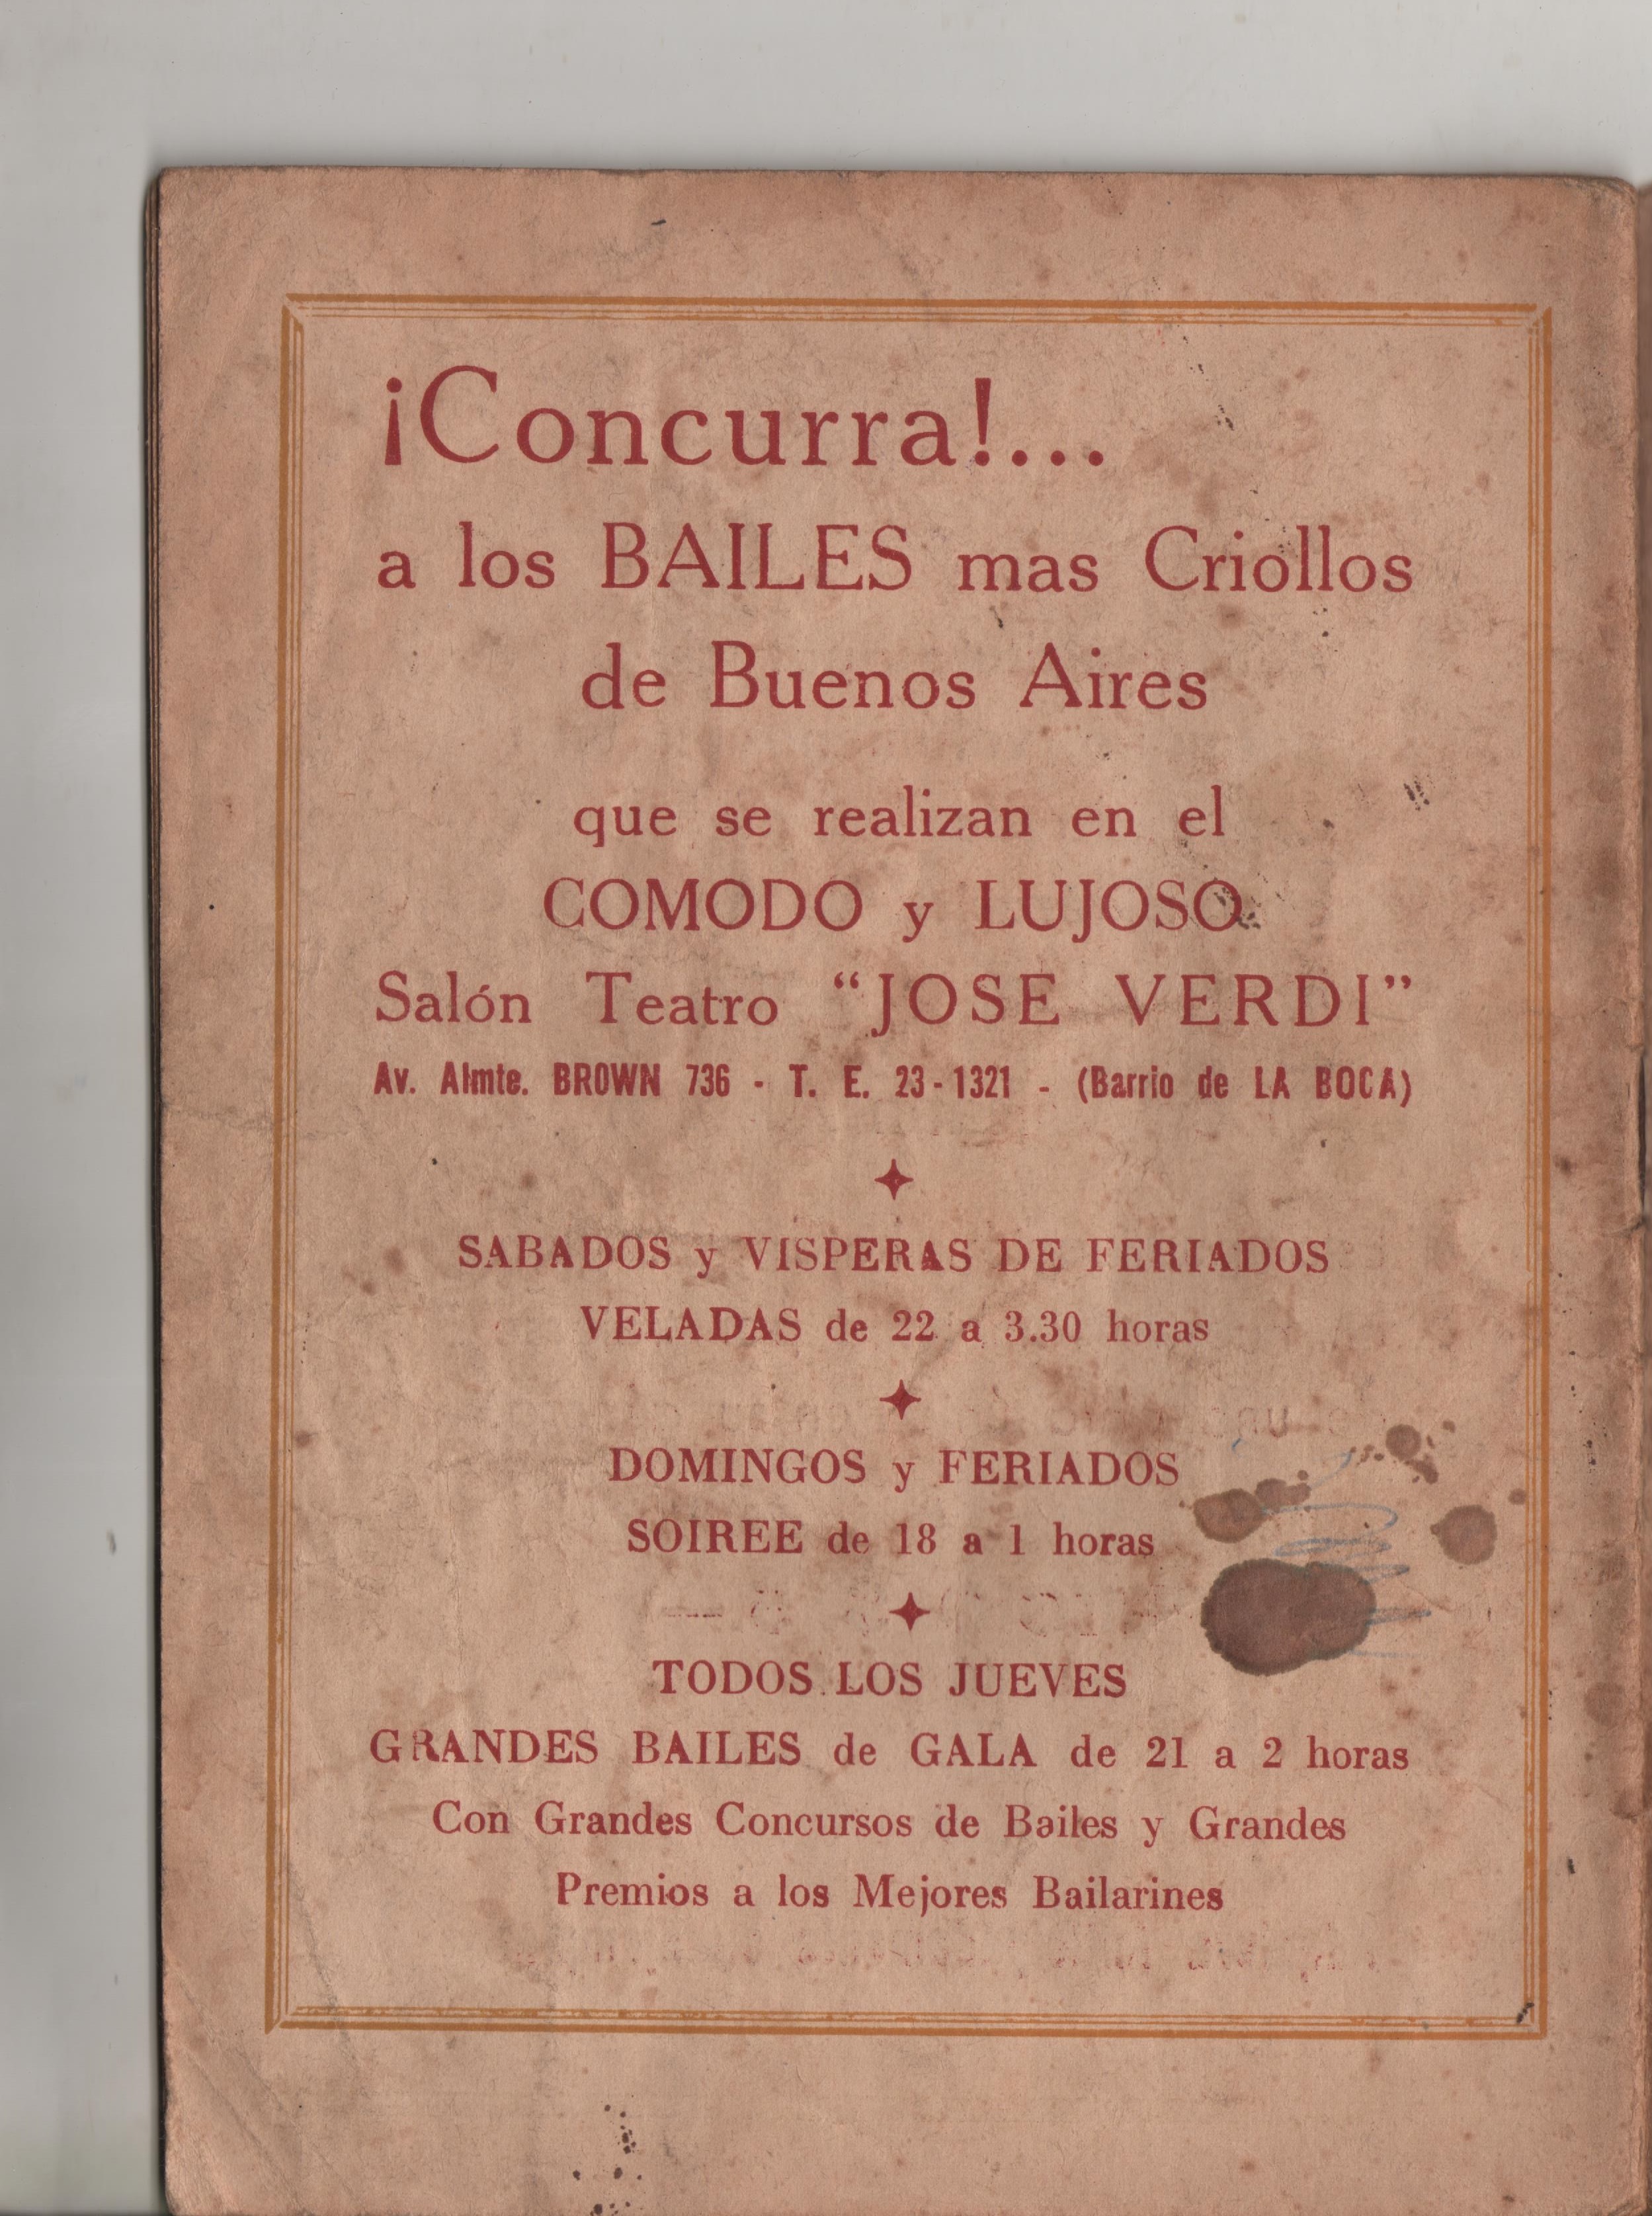 ¡Concurra!...
a los BAILES mas Criollos
de Buenos Aires
que se realizan en el
COMODO y LUJOSO
Salón Teatro "JOSE VERDI"
Av. Almte. BROWN 736 - T. E. 23-1321 - (Barrio de LA BOCA)
SABADOS y VISPERAS DE FERIADOS
VELADAS de 22 a 3.30 horas
DOMINGOS y FERIADOS
SOIREE de 18 a 1 horas
TODOS LOS JUEVES
GRANDES BAILES de GALA de 21 a 2 horas
Con Grandes Concursos de Bailes y Grandes
Premios a los Mejores Bailarines